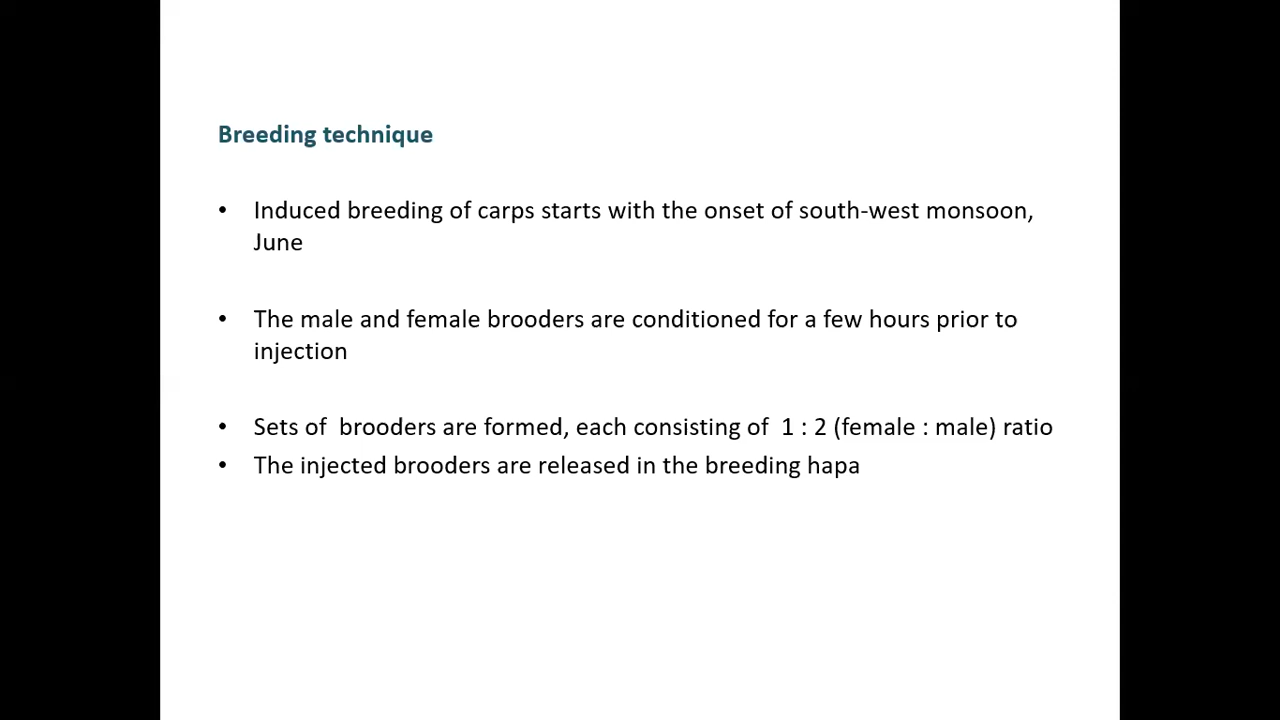 Breeding technique
• Induced breeding of carps starts with the onset of south-west monsoon,
June
• The male and female brooders are conditioned for a few hours prior to
injection
• Sets of  brooders are formed, each consisting of  1 : 2 (female : male) ratio
• The injected brooders are released in the breeding hapa